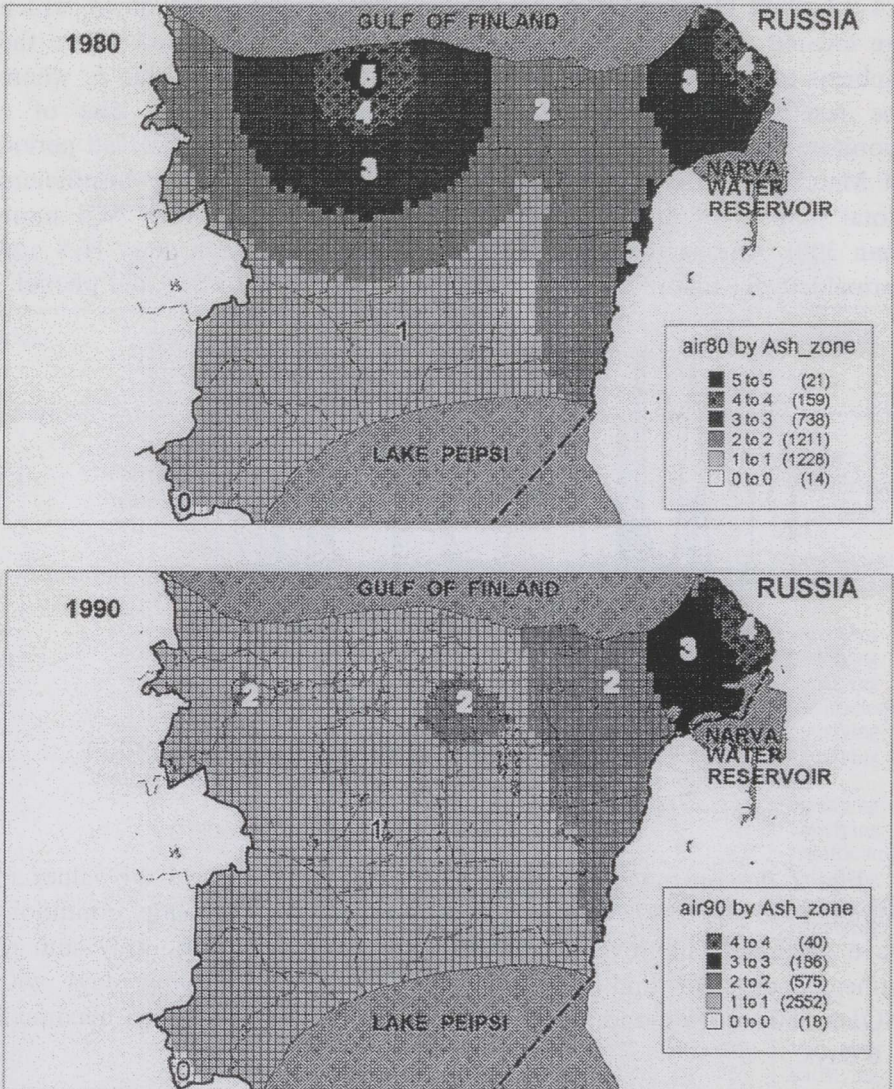 1980
GULF OF FINLAND
RUSSIA
5
4
3
2
3
4
NARVA
WATER
RESERVOIR
3
1
air80 by Ash_zone
5 to 5 (21)
4 to 4 (159)
3 to 3 (738)
2 to 2 (1211)
1 to 1 (1228)
0 to 0 (14)
LAKE PEIPSI
0
1990
GULF OF FINLAND
RUSSIA
2
2
2
3
4
NARVA
WATER
RESERVOIR
1
air90 by Ash_zone
4 to 4 (40)
3 to 3 (186)
2 to 2 (575)
1 to 1 (2552)
0 to 0 (18)
LAKE PEIPSI
0